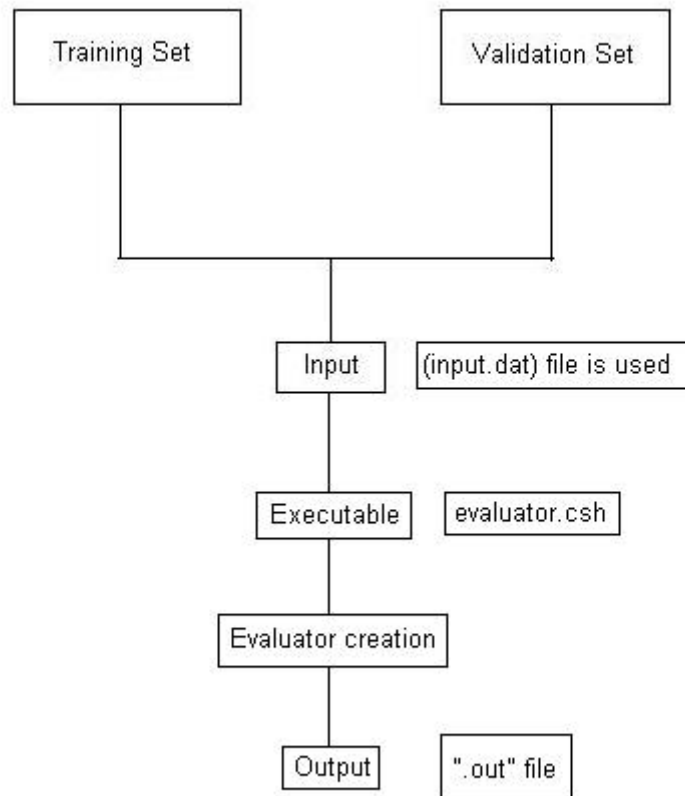 Training Set
Validation Set
Input
(input.dat) file is used
Executable
evaluator.csh
Evaluator creation
Output
".out" file